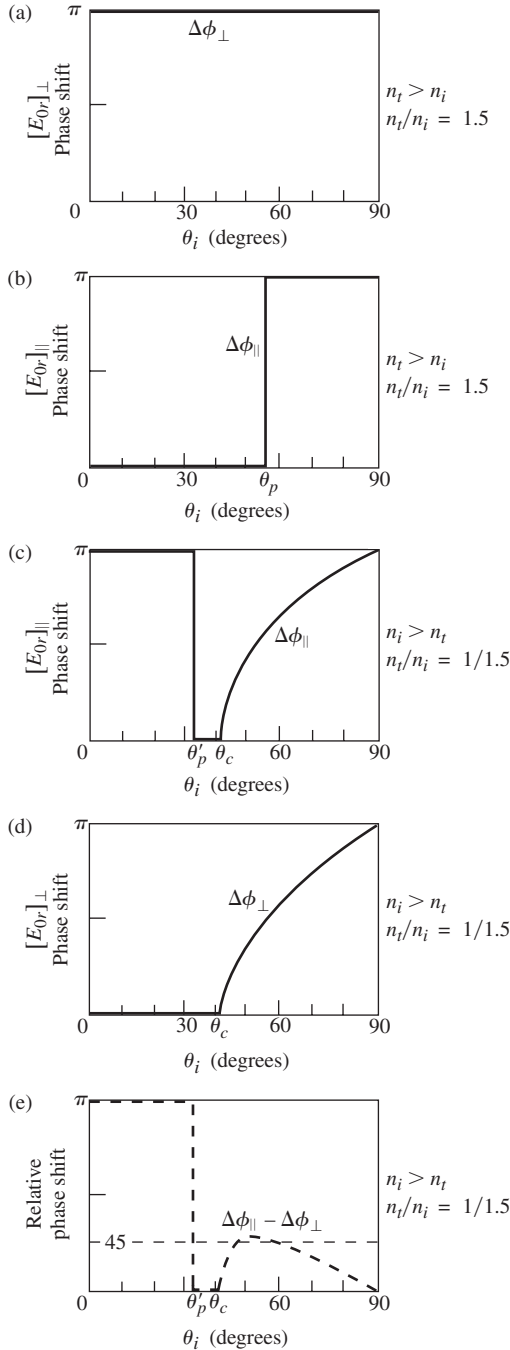 (a)
π
Δϕ⊥
[E0r]⊥
Phase shift
nt > ni
nt/ni = 1.5
0 30 60 90
θi (degrees)
(b)
π
Δϕ||
[E0r]||
Phase shift
nt > ni
nt/ni = 1.5
0 30 θp 90
θi (degrees)
(c)
π
Δϕ||
[E0r]||
Phase shift
ni > nt
nt/ni = 1/1.5
0 θ′p θc 60 90
θi (degrees)
(d)
π
Δϕ⊥
[E0r]⊥
Phase shift
ni > nt
nt/ni = 1/1.5
0 30 θc 60 90
θi (degrees)
(e)
π
Δϕ|| − Δϕ⊥
45
Relative
phase shift
ni > nt
nt/ni = 1/1.5
0 θ′p θc 60 90
θi (degrees)